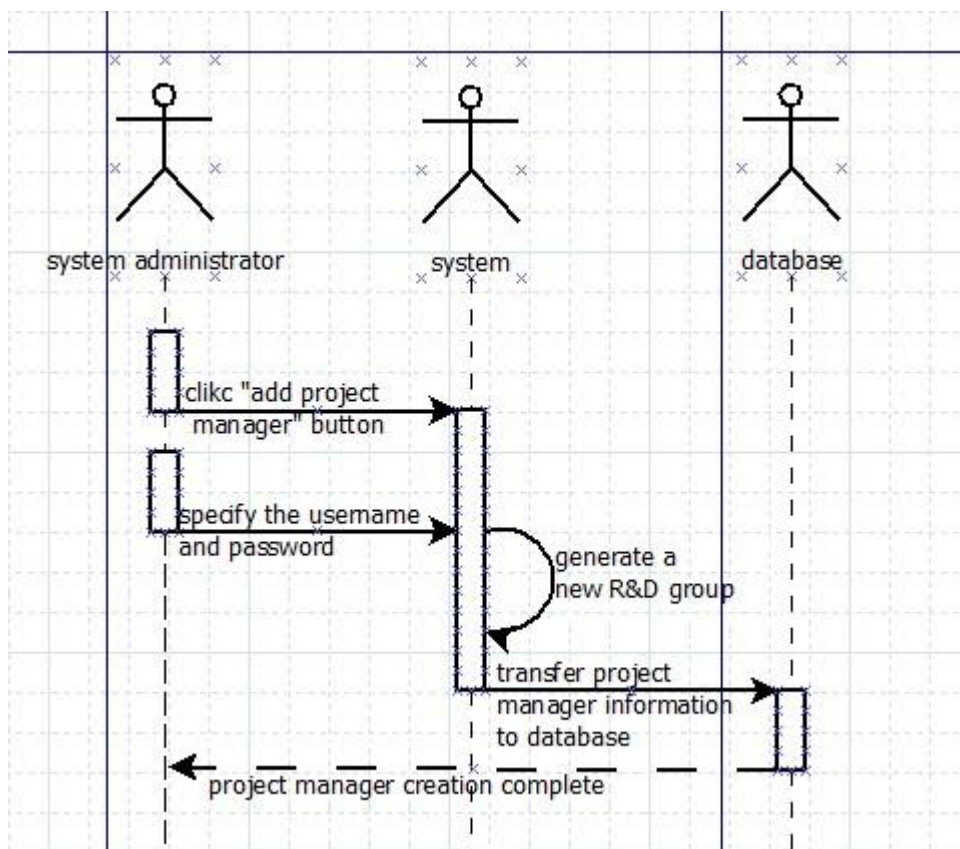 system administrator
system
database
clikc "add project
manager" button
specify the username
and password
generate a
new R&D group
transfer project
manager information
to database
project manager creation complete